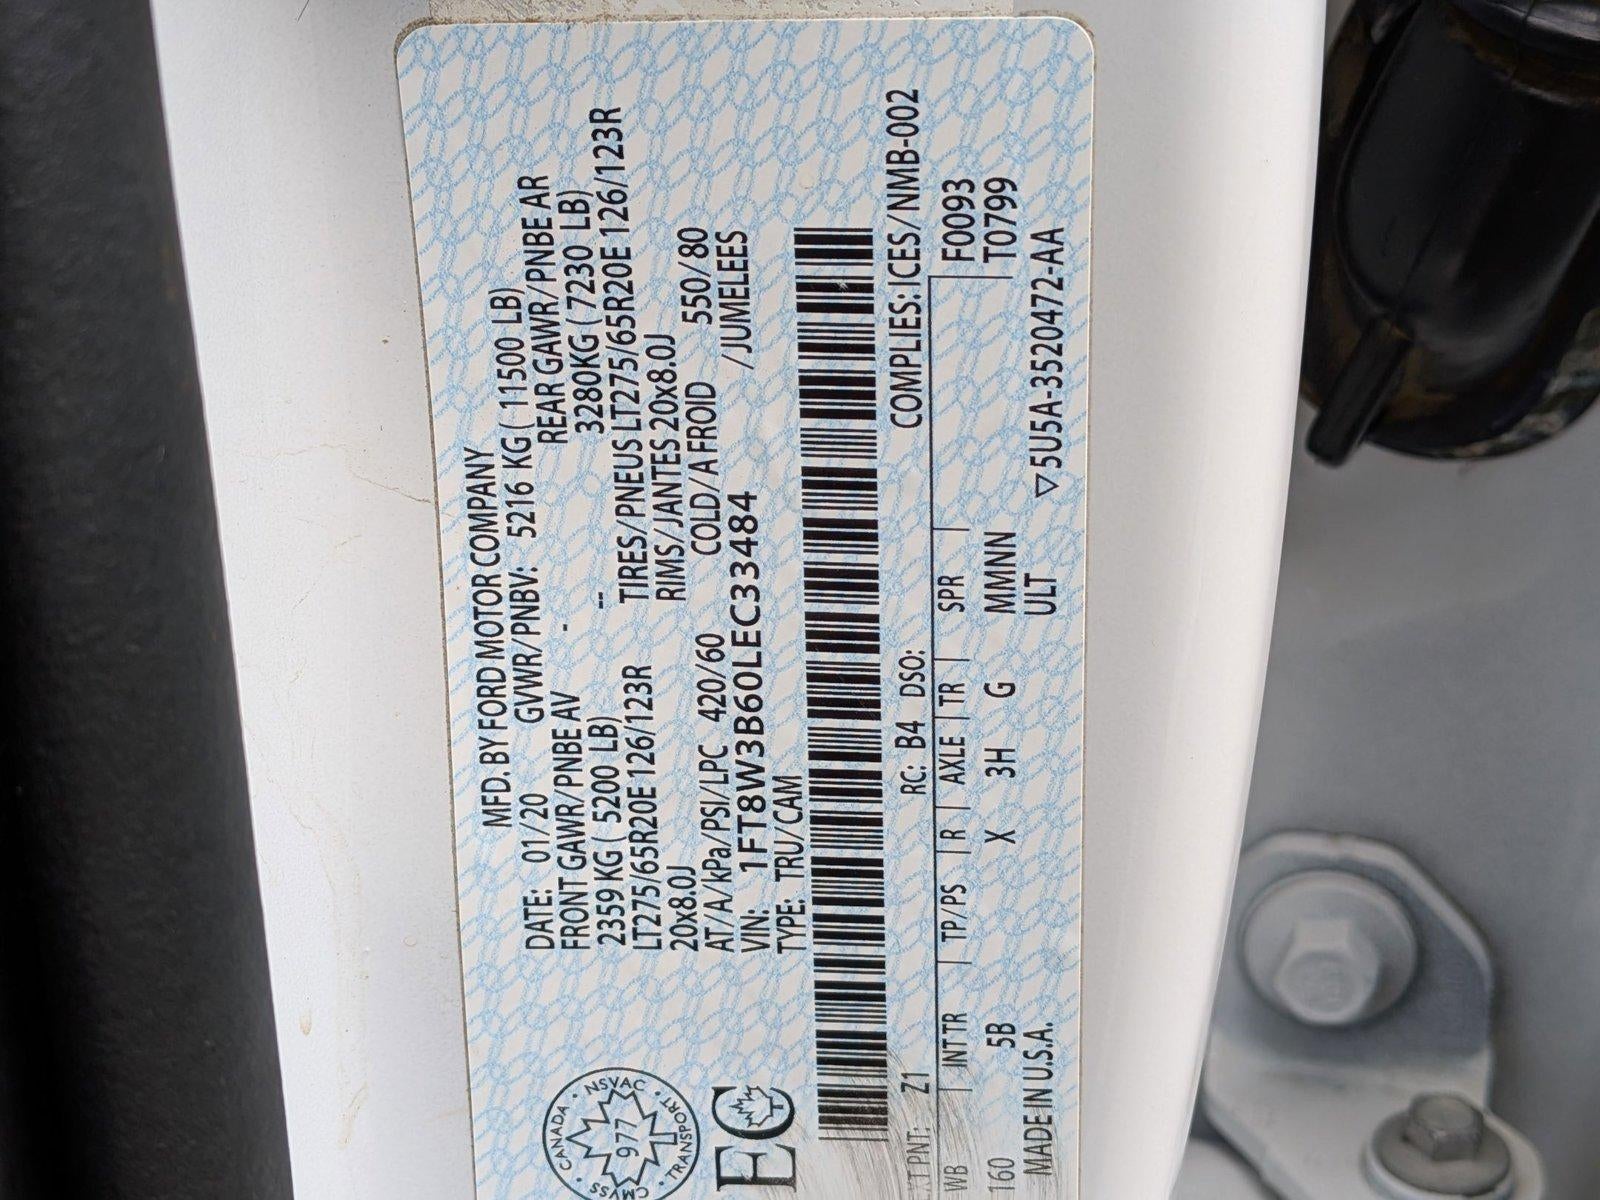 MFD. BY FORD MOTOR COMPANY
DATE: 01/20 GVWR/PNBV: 5216 KG ( 11500 LB)
FRONT GAWR/PNBE AV - REAR GAWR/PNBE AR
2359 KG ( 5200 LB) -- 3280KG ( 7230 LB)
LT275/65R20E 126/123R TIRES/PNEUS LT275/65R20E 126/123R
20x8.0J RIMS/JANTES 20x8.0J
AT/A/kPa/PSI/LPC 420/60 COLD/A FROID 550/80
VIN: 1FT8W3B60LEC33484 /JUMELEES
TYPE: TRU/CAM
CANADA · NSVAC · TRANSPORT · CMVSS ·
977
EC
COMPLIES: ICES/NMB-002
PNT: Z1 RC: B4 DSO:
F0093
WB | INT TR | TP/PS | R | AXLE | TR | SPR |
T0799
160 5B X 3H G MMNN
MADE IN U.S.A. ULT ▽5U5A-3520472-AA